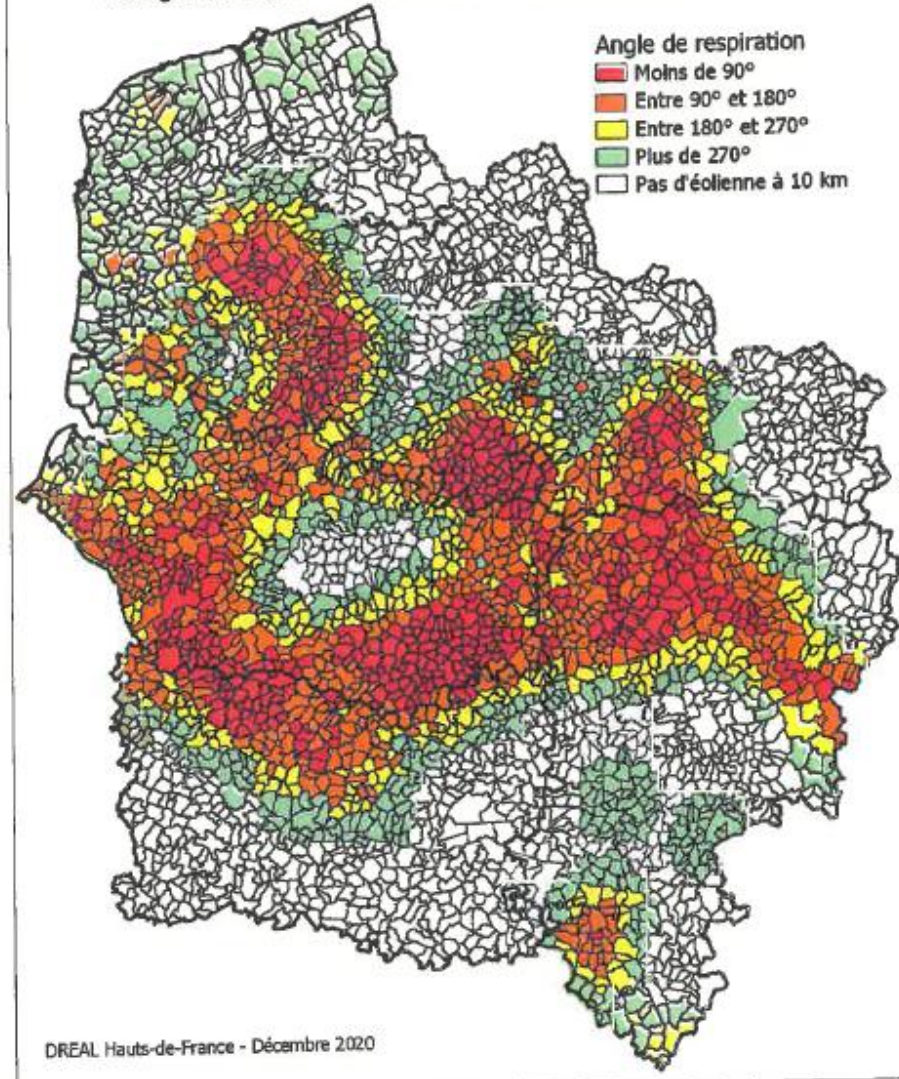 Angle de respiration
Moins de 90°
Entre 90° et 180°
Entre 180° et 270°
Plus de 270°
Pas d'éolienne à 10 km
DREAL Hauts-de-France - Décembre 2020